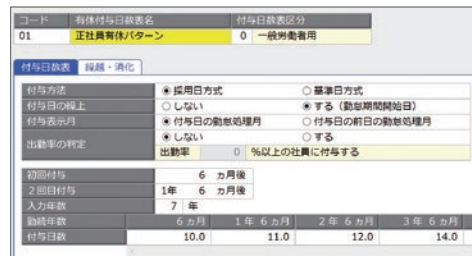 コード 有休付与日数表名 付与日数表区分
01 正社員有休パターン 0 一般労働者用
付与日数表 繰越・消化
付与方法 採用日方式 基準日方式
付与日の繰上 しない する（勤怠期間開始日）
付与表示月 付与日の勤怠処理月 付与日の前日の勤怠処理月
出勤率の判定 しない する
出勤率 0 %以上の社員に付与する
初回付与 6 カ月後
2回目付与 1年 6 カ月後
入力年数 7 年
勤続年数 6カ月 1年 6カ月 2年 6カ月 3年 6カ月
付与日数 10.0 11.0 12.0 14.0